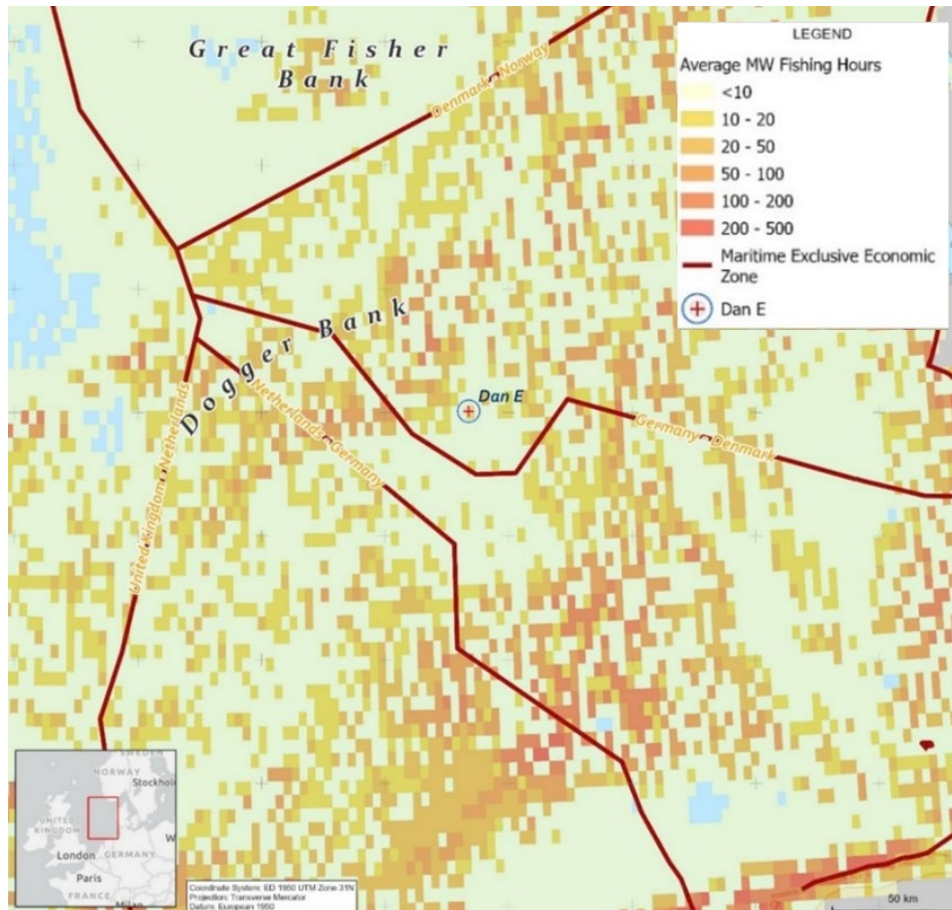 Great Fisher
Bank
Denmark Norway
LEGEND
Average MW Fishing Hours
<10
10 - 20
20 - 50
50 - 100
100 - 200
200 - 500
Maritime Exclusive Economic
Zone
Dan E
Dogger Bank
Dan E
Netherlands
Germany
Germany
Denmark
United Kingdom
Netherlands
SWEDEN
NORWAY
Stockhol
UNITED
KINGDOM
London
GERMANY
Paris
FRANCE
Milan
Coordinate System: ED 1950 UTM Zone 31N
Projection: Transverse Mercator
Datum: European 1950
50 km